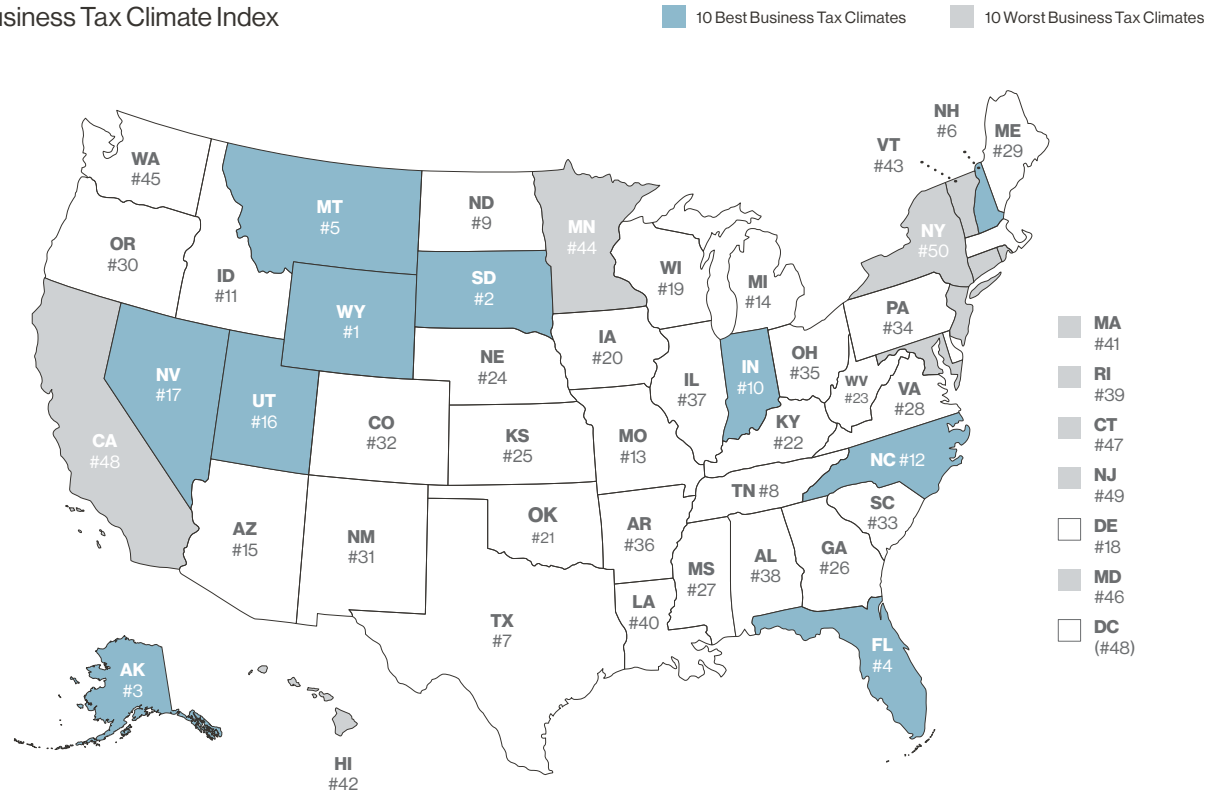 usiness Tax Climate Index
10 Best Business Tax Climates
10 Worst Business Tax Climates
NH
#6
VT
#43
ME
#29
WA
#45
MT
#5
ND
#9
MN
#44
NY
#50
OR
#30
ID
#11
SD
#2
WI
#19
MI
#14
WY
#1
PA
#34
IA
#20
NE
#24
OH
#35
NV
#17
UT
#16
IL
#37
IN
#10
WV
#23
VA
#28
CO
#32
KS
#25
MO
#13
KY
#22
CA
#48
NC #12
TN #8
SC
#33
AZ
#15
NM
#31
OK
#21
AR
#36
GA
#26
MS
#27
AL
#38
LA
#40
TX
#7
FL
#4
AK
#3
HI
#42
MA
#41
RI
#39
CT
#47
NJ
#49
DE
#18
MD
#46
DC
(#48)